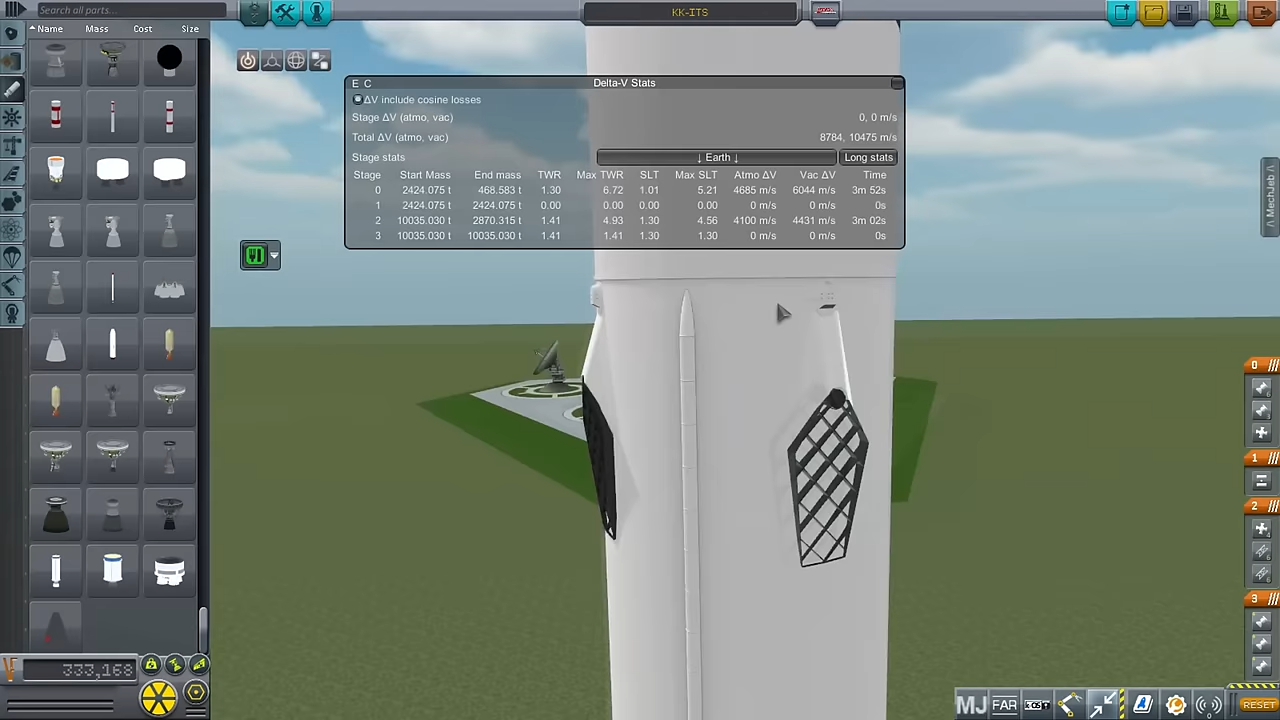 Search all parts...
KK-ITS
Name Mass Cost Size
E C Delta-V Stats
ΔV include cosine losses
Stage ΔV (atmo, vac) 0, 0 m/s
Total ΔV (atmo, vac) 8784, 10475 m/s
Stage stats ↓ Earth ↓ Long stats
Stage Start Mass End mass TWR Max TWR SLT Max SLT Atmo ΔV Vac ΔV Time
0 2424.075 t 468.583 t 1.30 6.72 1.01 5.21 4685 m/s 6044 m/s 3m 52s
1 2424.075 t 2424.075 t 0.00 0.00 0.00 0.00 0 m/s 0 m/s 0s
2 10035.030 t 2870.315 t 1.41 4.93 1.30 4.56 4100 m/s 4431 m/s 3m 02s
3 10035.030 t 10035.030 t 1.41 1.41 1.30 1.30 0 m/s 0 m/s 0s
/\ MechJeb /\
0
1
2
3
333,168
MJ FAR kOS RESET